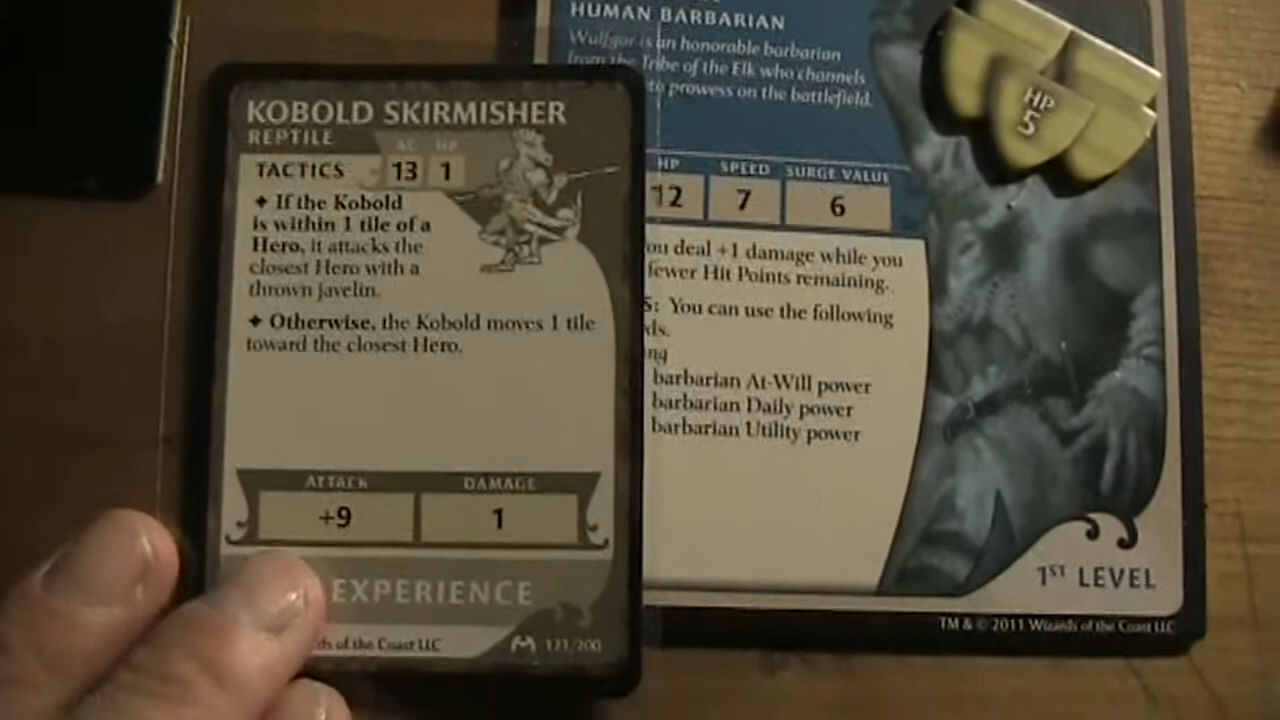 KOBOLD SKIRMISHER
REPTILE
AC HP
TACTICS 13 1
✦ If the Kobold
is within 1 tile of a
Hero, it attacks the
closest Hero with a
thrown javelin.
✦ Otherwise, the Kobold moves 1 tile
toward the closest Hero.
ATTACK DAMAGE
+9 1
EXPERIENCE
of the Coast LLC
/200
HUMAN BARBARIAN
Wulfgar is an honorable barbarian
from the Tribe of the Elk who channels
prowess on the battlefield.
HP SPEED SURGE VALUE
12 7 6
deal +1 damage while you
fewer Hit Points remaining.
You can use the following
barbarian At-Will power
barbarian Daily power
barbarian Utility power
HP
5
1ST LEVEL
TM & © 2011 Wizards of the Coast LLC